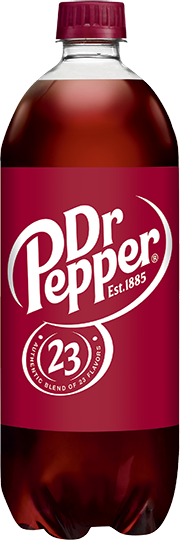 Dr
Pepper®
Est. 1885
23
AUTHENTIC BLEND OF 23 FLAVORS